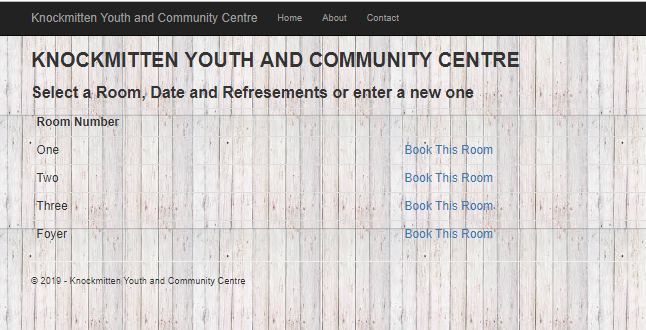 Knockmitten Youth and Community Centre Home About Contact
KNOCKMITTEN YOUTH AND COMMUNITY CENTRE
Select a Room, Date and Refresements or enter a new one
Room Number
One Book This Room
Two Book This Room
Three Book This Room
Foyer Book This Room
© 2019 - Knockmitten Youth and Community Centre